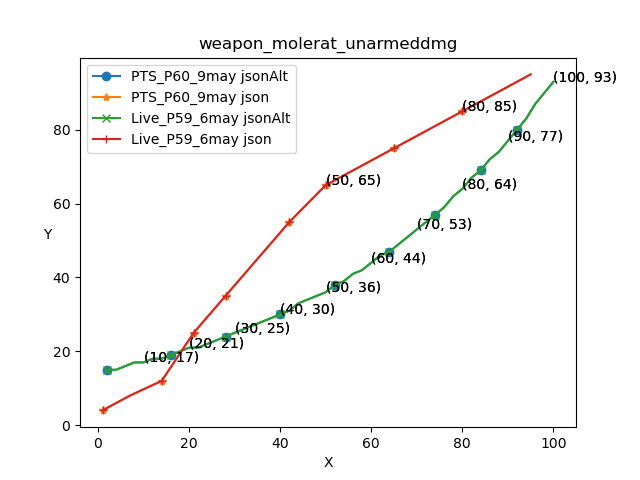 weapon_molerat_unarmeddmg
PTS_P60_9may jsonAlt
PTS_P60_9may json
Live_P59_6may jsonAlt
Live_P59_6may json
(100, 93)
(80, 85)
(90, 77)
(50, 65)
(80, 64)
(70, 53)
(60, 44)
(50, 36)
(40, 30)
(30, 25)
(20, 21)
(10, 17)
Y
80
60
40
20
0
0 20 40 60 80 100
X